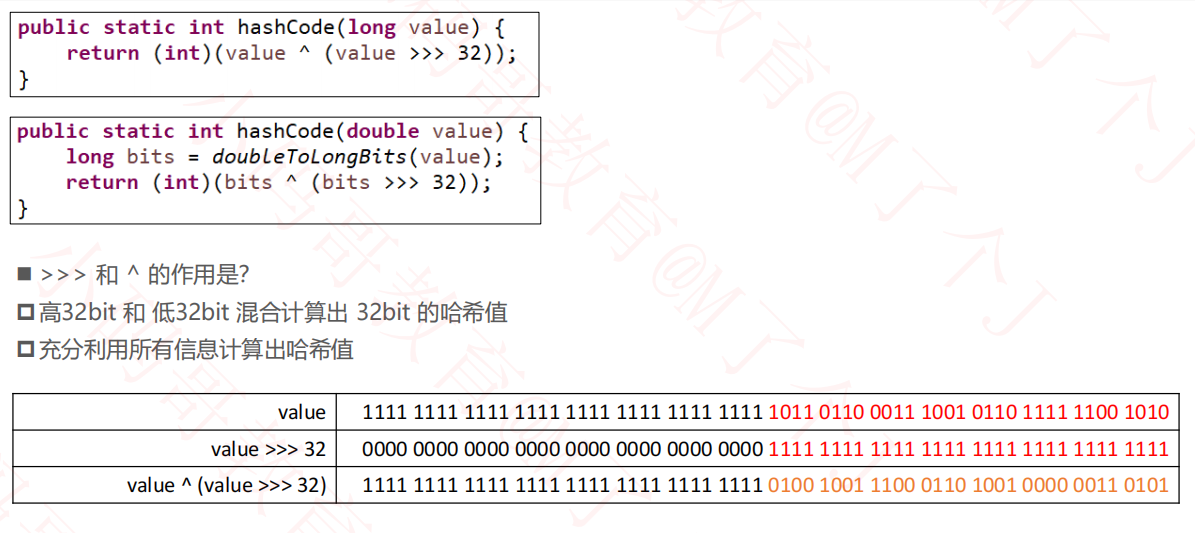 public static int hashCode(long value) {
return (int)(value ^ (value >>> 32));
}
public static int hashCode(double value) {
long bits = doubleToLongBits(value);
return (int)(bits ^ (bits >>> 32));
}
■ >>> 和 ^ 的作用是?
高32bit 和 低32bit 混合计算出 32bit 的哈希值
充分利用所有信息计算出哈希值
value 1111 1111 1111 1111 1111 1111 1111 1111 1011 0110 0011 1001 0110 1111 1100 1010
value >>> 32 0000 0000 0000 0000 0000 0000 0000 0000 1111 1111 1111 1111 1111 1111 1111 1111
value ^ (value >>> 32) 1111 1111 1111 1111 1111 1111 1111 1111 0100 1001 1100 0110 1001 0000 0011 0101
小码哥教育@M了个J